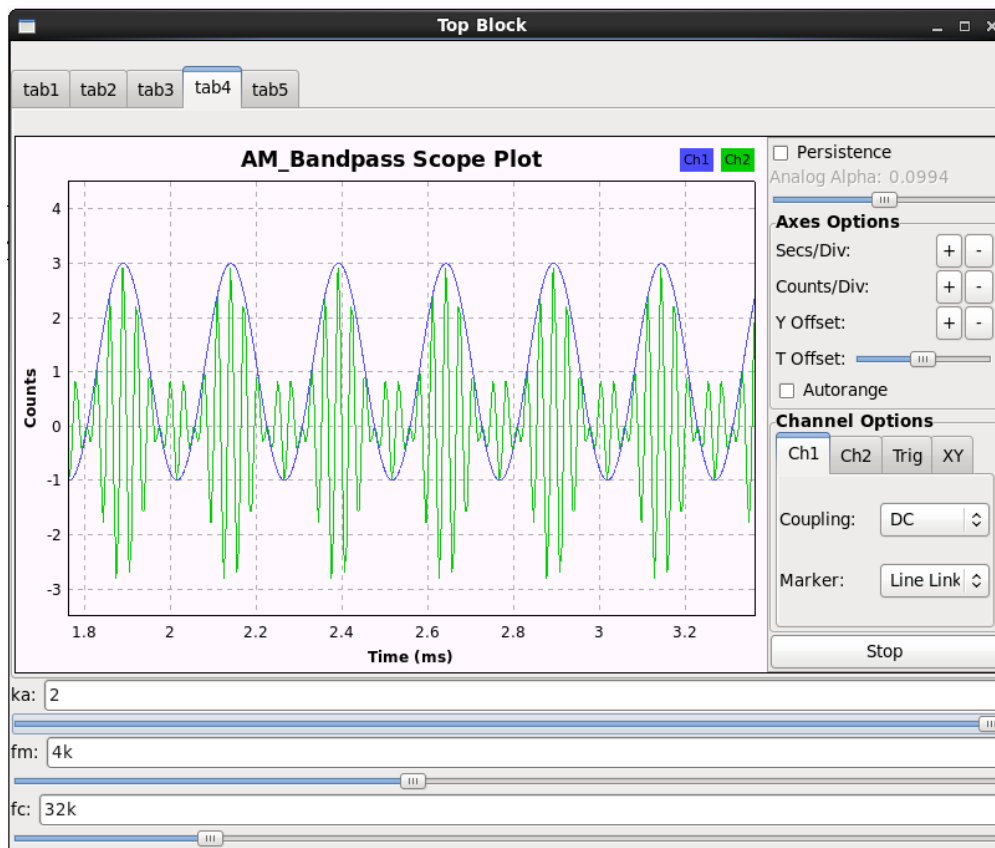 Top Block
tab1 tab2 tab3 tab4 tab5
AM_Bandpass Scope Plot
Ch1 Ch2
Counts
4
3
2
1
0
-1
-2
-3
1.8 2 2.2 2.4 2.6 2.8 3 3.2
Time (ms)
Persistence
Analog Alpha: 0.0994
Axes Options
Secs/Div: + -
Counts/Div: + -
Y Offset: + -
T Offset:
Autorange
Channel Options
Ch1 Ch2 Trig XY
Coupling: DC
Marker: Line Link
Stop
ka: 2
fm: 4k
fc: 32k